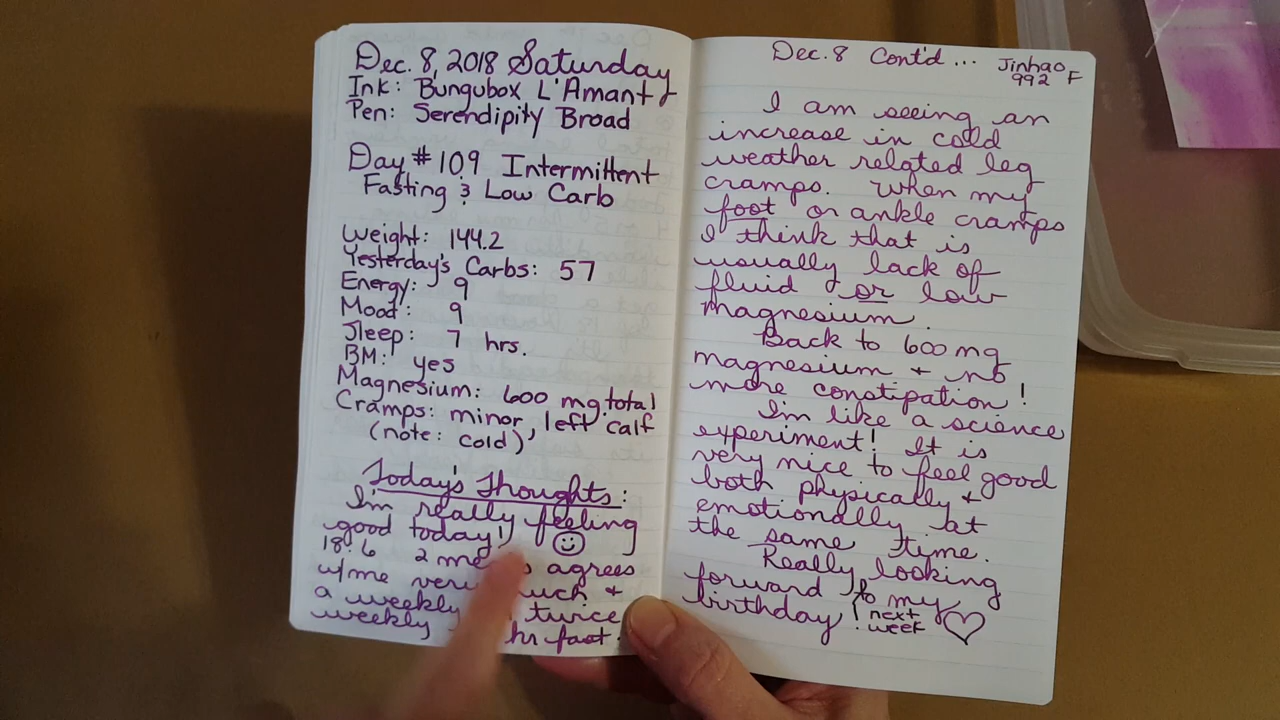 Dec. 8, 2018 Saturday
Ink: Bungubox L'Amant
Pen: Serendipity Broad
Day #109 Intermittent
Fasting & Low Carb
Weight: 144.2
Yesterday's Carbs: 57
Energy: 9
Mood: 9
Sleep: 7 hrs.
BM: yes
Magnesium: 600 mg. total
Cramps: minor, left calf
(note: cold)
Today's Thoughts:
I'm really feeling
good today!
18:6 2 agrees
w/me very +
a weekly twice
weekly hr fast.
Dec. 8 Cont'd ...
Jinhao
992 F
I am seeing an
increase in cold
weather related leg
cramps. When my
foot or ankle cramps
I think that is
usually lack of
fluid or low
magnesium.
Back to 600 mg
magnesium + no
more constipation!
I'm like a science
experiment! It is
very nice to feel good
both physically +
emotionally at
the same time.
Really looking
forward to my
birthday!
next
week